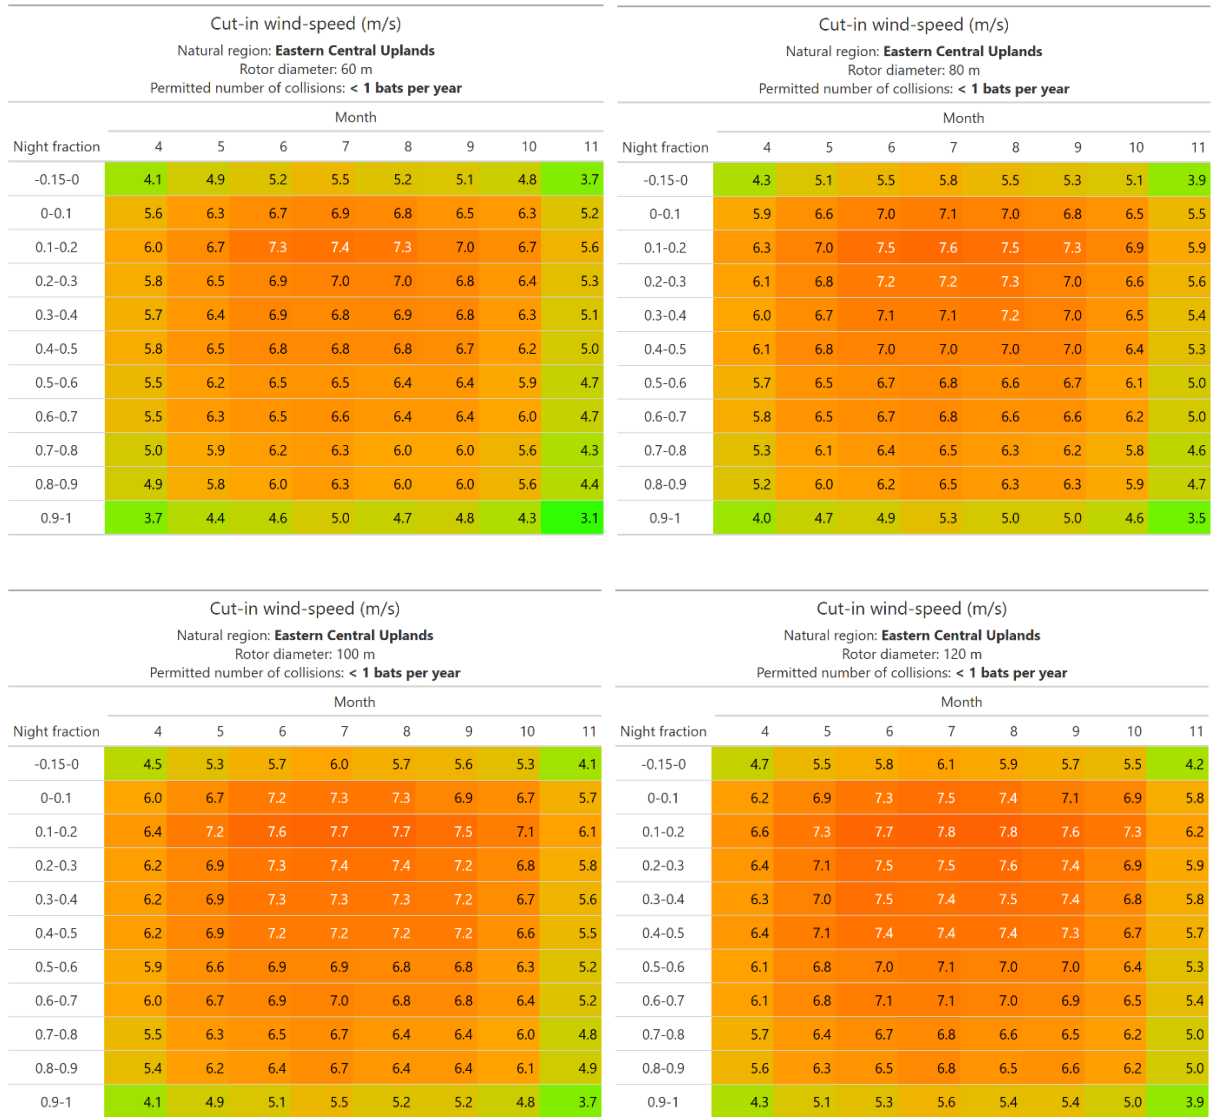 Cut-in wind-speed (m/s)
Natural region: Eastern Central Uplands
Rotor diameter: 60 m
Permitted number of collisions: < 1 bats per year
Month
Night fraction 4 5 6 7 8 9 10 11
-0.15-0 4.1 4.9 5.2 5.5 5.2 5.1 4.8 3.7
0-0.1 5.6 6.3 6.7 6.9 6.8 6.5 6.3 5.2
0.1-0.2 6.0 6.7 7.3 7.4 7.3 7.0 6.7 5.6
0.2-0.3 5.8 6.5 6.9 7.0 7.0 6.8 6.4 5.3
0.3-0.4 5.7 6.4 6.9 6.8 6.9 6.8 6.3 5.1
0.4-0.5 5.8 6.5 6.8 6.8 6.8 6.7 6.2 5.0
0.5-0.6 5.5 6.2 6.5 6.5 6.4 6.4 5.9 4.7
0.6-0.7 5.5 6.3 6.5 6.6 6.4 6.4 6.0 4.7
0.7-0.8 5.0 5.9 6.2 6.3 6.0 6.0 5.6 4.3
0.8-0.9 4.9 5.8 6.0 6.3 6.0 6.0 5.6 4.4
0.9-1 3.7 4.4 4.6 5.0 4.7 4.8 4.3 3.1
Cut-in wind-speed (m/s)
Natural region: Eastern Central Uplands
Rotor diameter: 80 m
Permitted number of collisions: < 1 bats per year
Month
Night fraction 4 5 6 7 8 9 10 11
-0.15-0 4.3 5.1 5.5 5.8 5.5 5.3 5.1 3.9
0-0.1 5.9 6.6 7.0 7.1 7.0 6.8 6.5 5.5
0.1-0.2 6.3 7.0 7.5 7.6 7.5 7.3 6.9 5.9
0.2-0.3 6.1 6.8 7.2 7.2 7.3 7.0 6.6 5.6
0.3-0.4 6.0 6.7 7.1 7.1 7.2 7.0 6.5 5.4
0.4-0.5 6.1 6.8 7.0 7.0 7.0 7.0 6.4 5.3
0.5-0.6 5.7 6.5 6.7 6.8 6.6 6.7 6.1 5.0
0.6-0.7 5.8 6.5 6.7 6.8 6.6 6.6 6.2 5.0
0.7-0.8 5.3 6.1 6.4 6.5 6.3 6.2 5.8 4.6
0.8-0.9 5.2 6.0 6.2 6.5 6.3 6.3 5.9 4.7
0.9-1 4.0 4.7 4.9 5.3 5.0 5.0 4.6 3.5
Cut-in wind-speed (m/s)
Natural region: Eastern Central Uplands
Rotor diameter: 100 m
Permitted number of collisions: < 1 bats per year
Month
Night fraction 4 5 6 7 8 9 10 11
-0.15-0 4.5 5.3 5.7 6.0 5.7 5.6 5.3 4.1
0-0.1 6.0 6.7 7.2 7.3 7.3 6.9 6.7 5.7
0.1-0.2 6.4 7.2 7.6 7.7 7.7 7.5 7.1 6.1
0.2-0.3 6.2 6.9 7.3 7.4 7.4 7.2 6.8 5.8
0.3-0.4 6.2 6.9 7.3 7.3 7.3 7.2 6.7 5.6
0.4-0.5 6.2 6.9 7.2 7.2 7.2 7.2 6.6 5.5
0.5-0.6 5.9 6.6 6.9 6.9 6.8 6.8 6.3 5.2
0.6-0.7 6.0 6.7 6.9 7.0 6.8 6.8 6.4 5.2
0.7-0.8 5.5 6.3 6.5 6.7 6.4 6.4 6.0 4.8
0.8-0.9 5.4 6.2 6.4 6.7 6.4 6.4 6.1 4.9
0.9-1 4.1 4.9 5.1 5.5 5.2 5.2 4.8 3.7
Cut-in wind-speed (m/s)
Natural region: Eastern Central Uplands
Rotor diameter: 120 m
Permitted number of collisions: < 1 bats per year
Month
Night fraction 4 5 6 7 8 9 10 11
-0.15-0 4.7 5.5 5.8 6.1 5.9 5.7 5.5 4.2
0-0.1 6.2 6.9 7.3 7.5 7.4 7.1 6.9 5.8
0.1-0.2 6.6 7.3 7.7 7.8 7.8 7.6 7.3 6.2
0.2-0.3 6.4 7.1 7.5 7.5 7.6 7.4 6.9 5.9
0.3-0.4 6.3 7.0 7.5 7.4 7.5 7.4 6.8 5.8
0.4-0.5 6.4 7.1 7.4 7.4 7.4 7.3 6.7 5.7
0.5-0.6 6.1 6.8 7.0 7.1 7.0 7.0 6.4 5.3
0.6-0.7 6.1 6.8 7.1 7.1 7.0 6.9 6.5 5.4
0.7-0.8 5.7 6.4 6.7 6.8 6.6 6.5 6.2 5.0
0.8-0.9 5.6 6.3 6.5 6.8 6.5 6.6 6.2 5.0
0.9-1 4.3 5.1 5.3 5.6 5.4 5.4 5.0 3.9